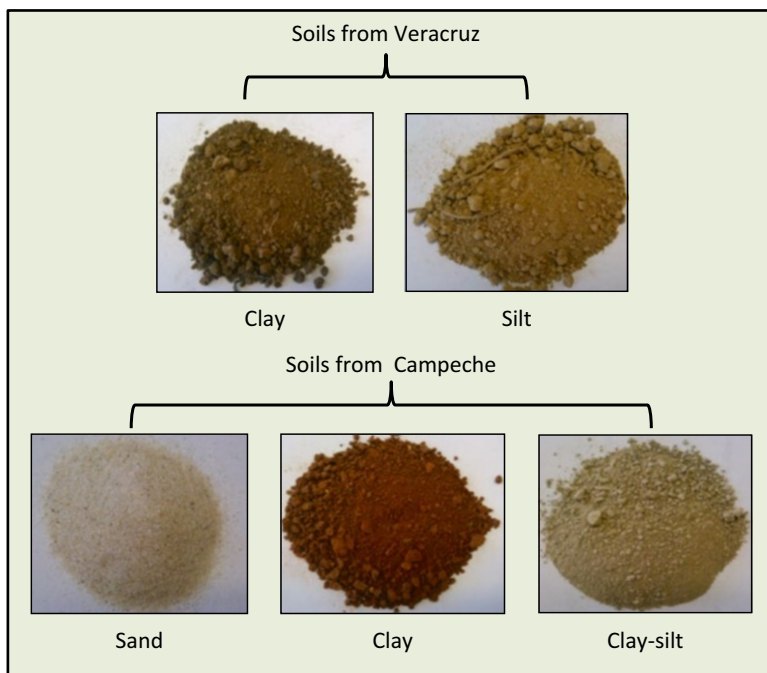 Soils from Veracruz
Clay
Silt
Soils from Campeche
Sand
Clay
Clay-silt